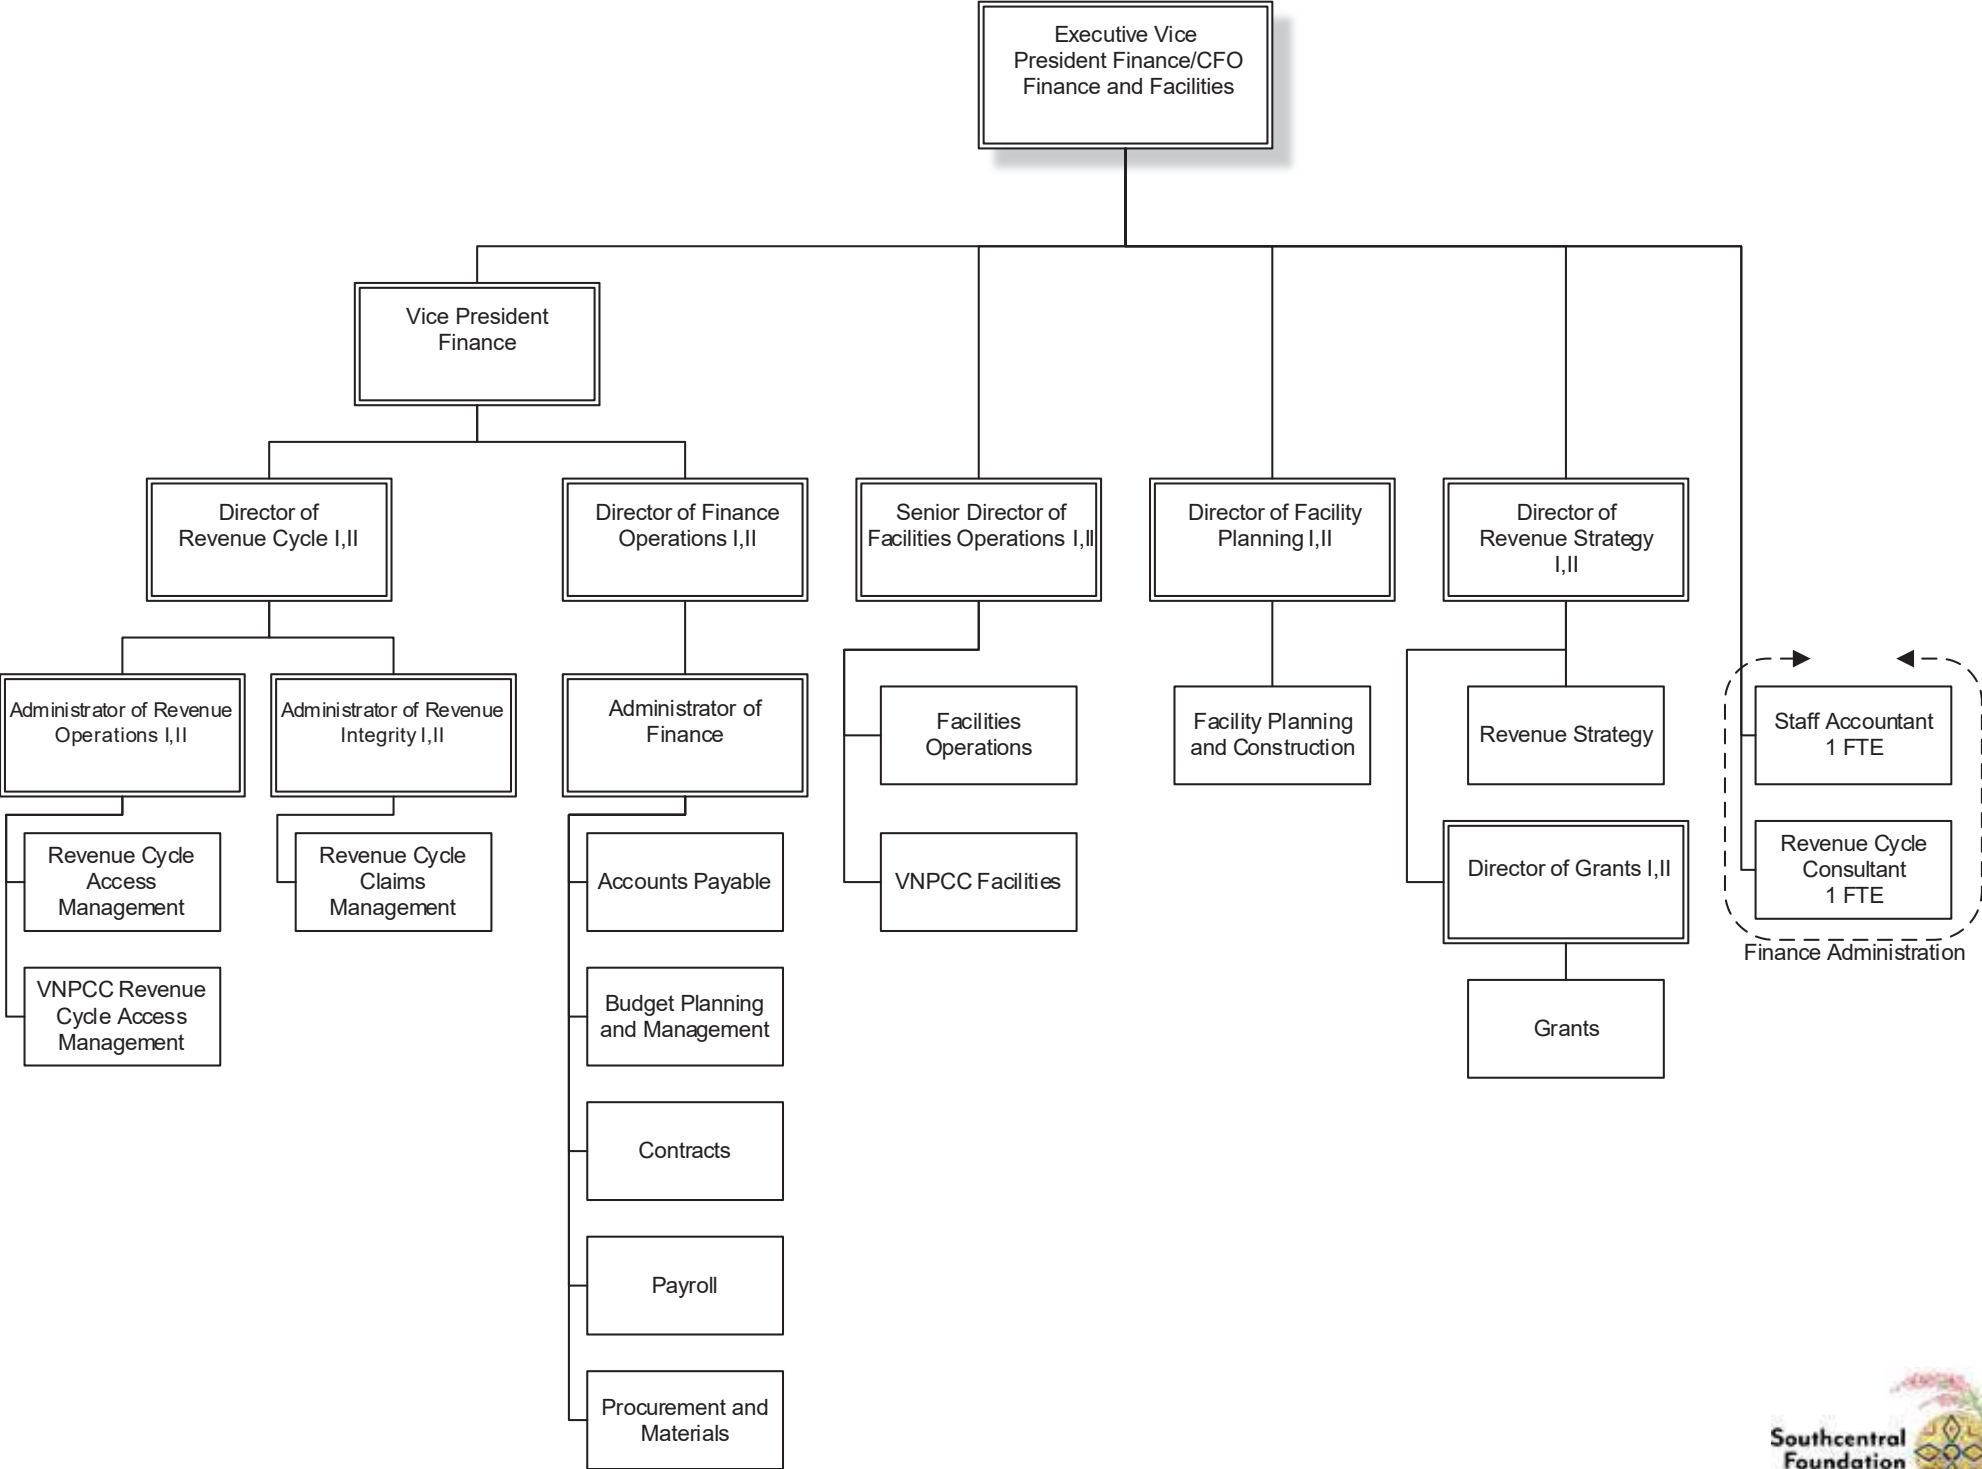 Executive Vice
President Finance/CFO
Finance and Facilities
Vice President
Finance
Director of
Revenue Cycle I,II
Director of Finance
Operations I,II
Senior Director of
Facilities Operations I,II
Director of Facility
Planning I,II
Director of
Revenue Strategy
I,II
Administrator of Revenue
Operations I,II
Administrator of Revenue
Integrity I,II
Administrator of
Finance
Facilities
Operations
Facility Planning
and Construction
Revenue Strategy
Staff Accountant
1 FTE
Revenue Cycle
Access
Management
Revenue Cycle
Claims
Management
Accounts Payable
VNPCC Facilities
Director of Grants I,II
Revenue Cycle
Consultant
1 FTE
Finance Administration
VNPCC Revenue
Cycle Access
Management
Budget Planning
and Management
Grants
Contracts
Payroll
Procurement and
Materials
Southcentral
Foundation